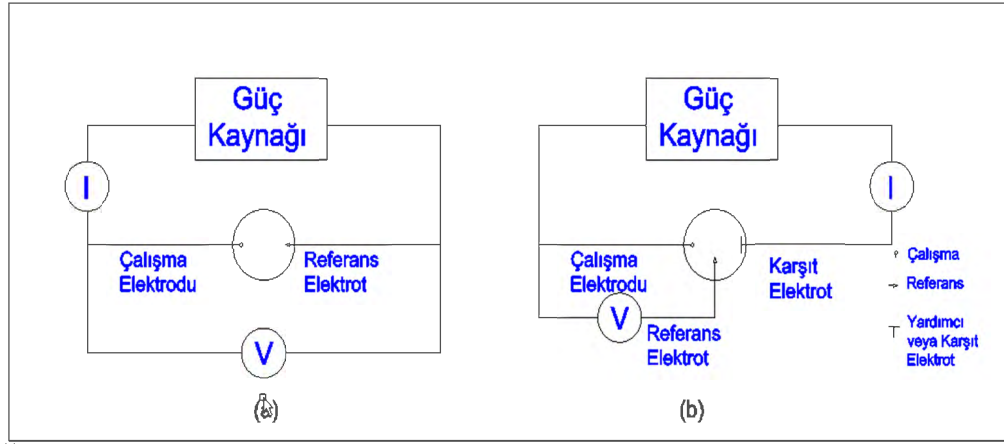 Güç
Kaynağı
I
Çalışma
Elektrodu
Referans
Elektrot
V
(a)
Güç
Kaynağı
I
Çalışma
Elektrodu
Karşıt
Elektrot
V
Referans
Elektrot
Çalışma
Referans
Yardımcı
veya Karşıt
Elektrot
(b)